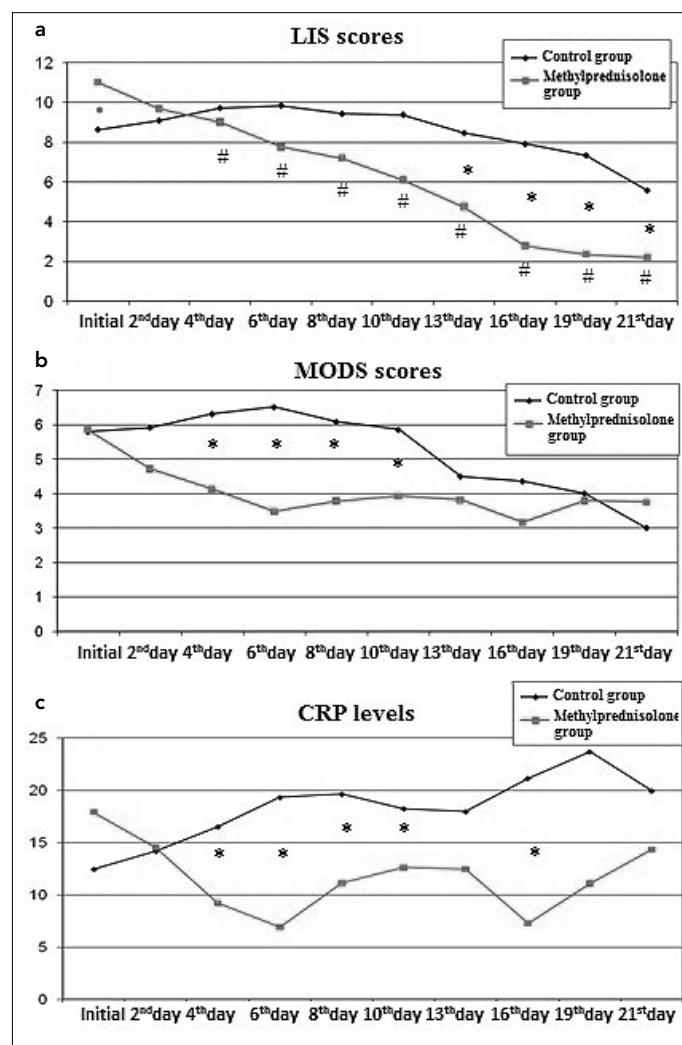 a
LIS scores
Control group
Methylprednisolone
group
12
10
*
8
# # # # * * * *
6
4
# # # #
2
0
Initial 2nd day 4th day 6th day 8th day 10th day 13th day 16th day 19th day 21st day
b
MODS scores
Control group
Methylprednisolone
group
7
6
* * * *
5
4
3
2
1
0
Initial 2nd day 4th day 6th day 8th day 10th day 13th day 16th day 19th day 21st day
c
CRP levels
Control group
Methylprednisolone
group
25
20
* * * * *
15
10
5
0
Initial 2nd day 4th day 6th day 8th day 10th day 13th day 16th day 19th day 21st day